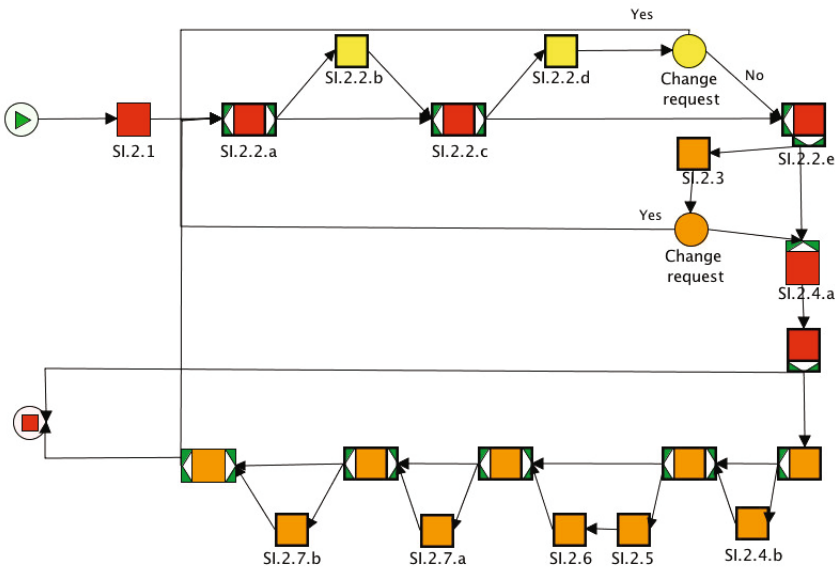 Yes
SI.2.2.b
SI.2.2.d
Change
request
No
SI.2.1
SI.2.2.a
SI.2.2.c
SI.2.2.e
SI.2.3
Yes
Change
request
SI.2.4.a
SI.2.7.b
SI.2.7.a
SI.2.6
SI.2.5
SI.2.4.b